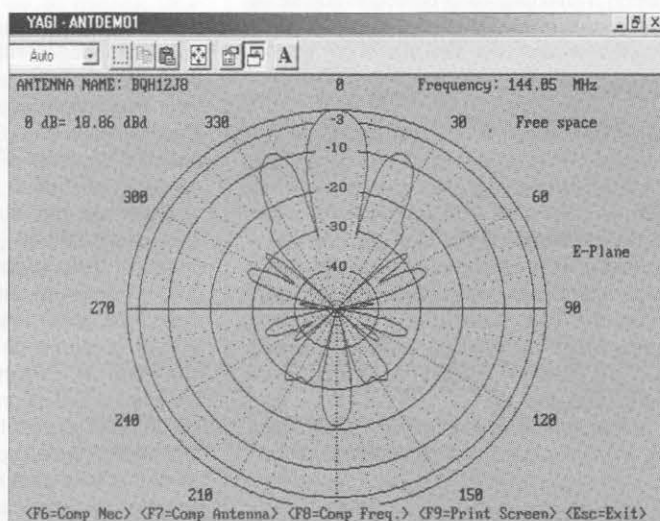 YAGI - ANTDEMO1
Auto
A
ANTENNA NAME: BQH12J8
0
Frequency: 144.05 MHz
0 dB= 18.86 dBd
330
-3
30
Free space
-10
300
-20
60
-30
E-Plane
-40
270
90
240
120
210
150
<F6=Comp Nec> <F7=Comp Antenna> <F8=Comp Freq.> <F9=Print Screen> <Esc=Exit>